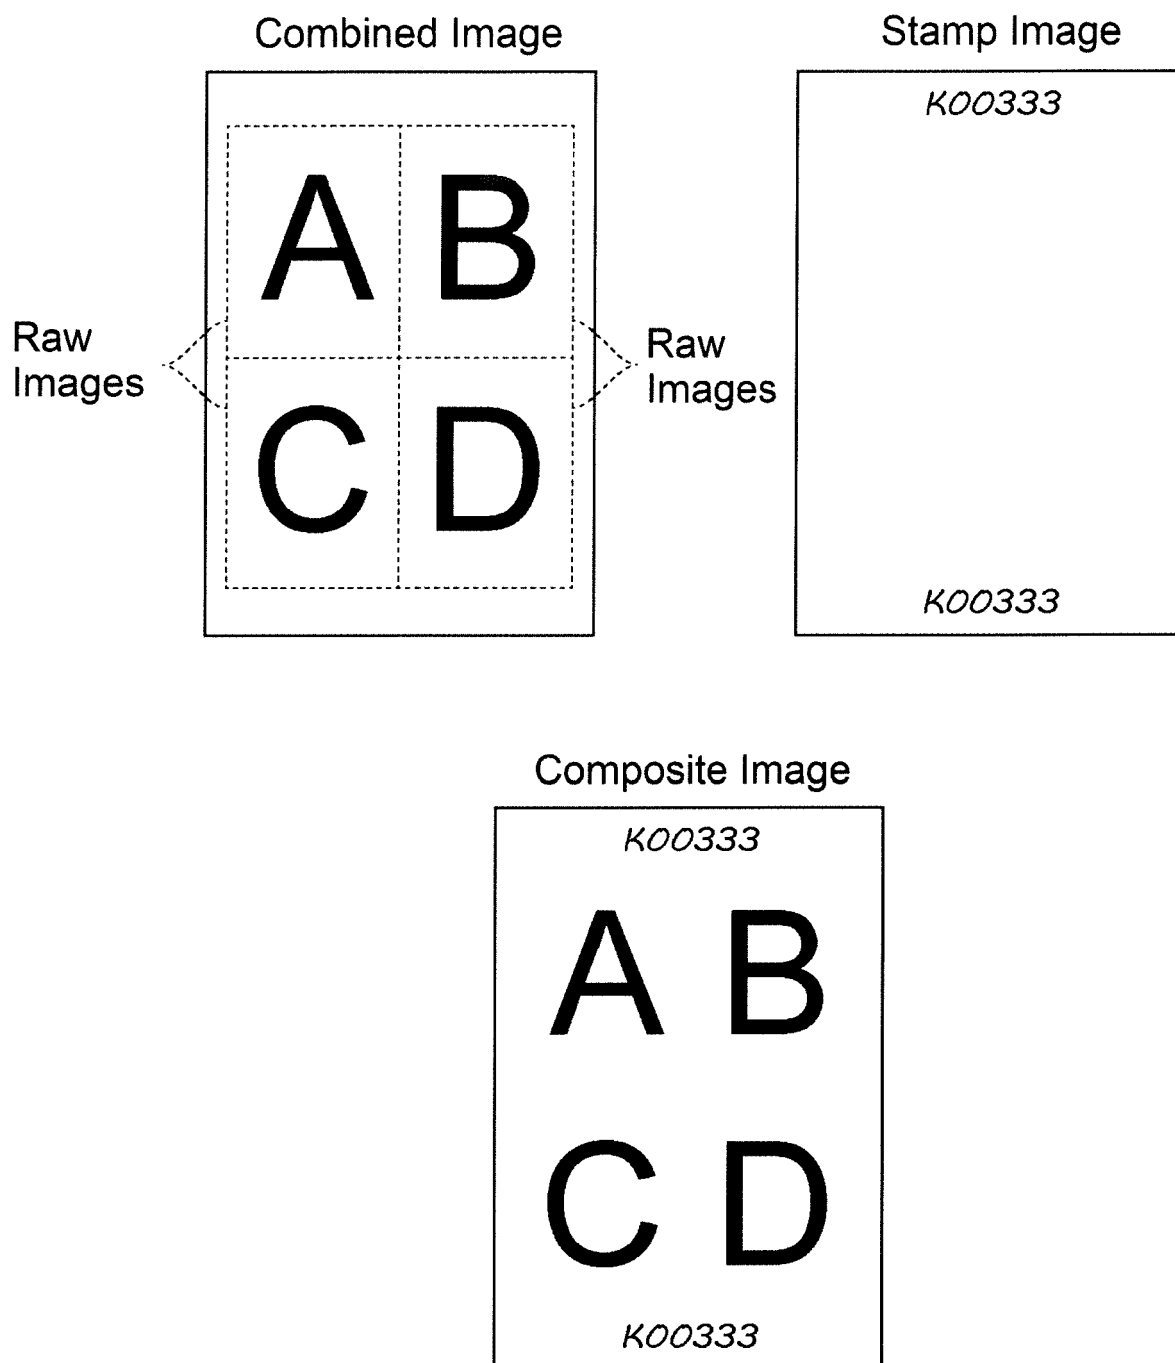 Combined Image
Stamp Image
K00333
A B
Raw
Images
Raw
Images
C D
K00333
Composite Image
K00333
A B
C D
K00333